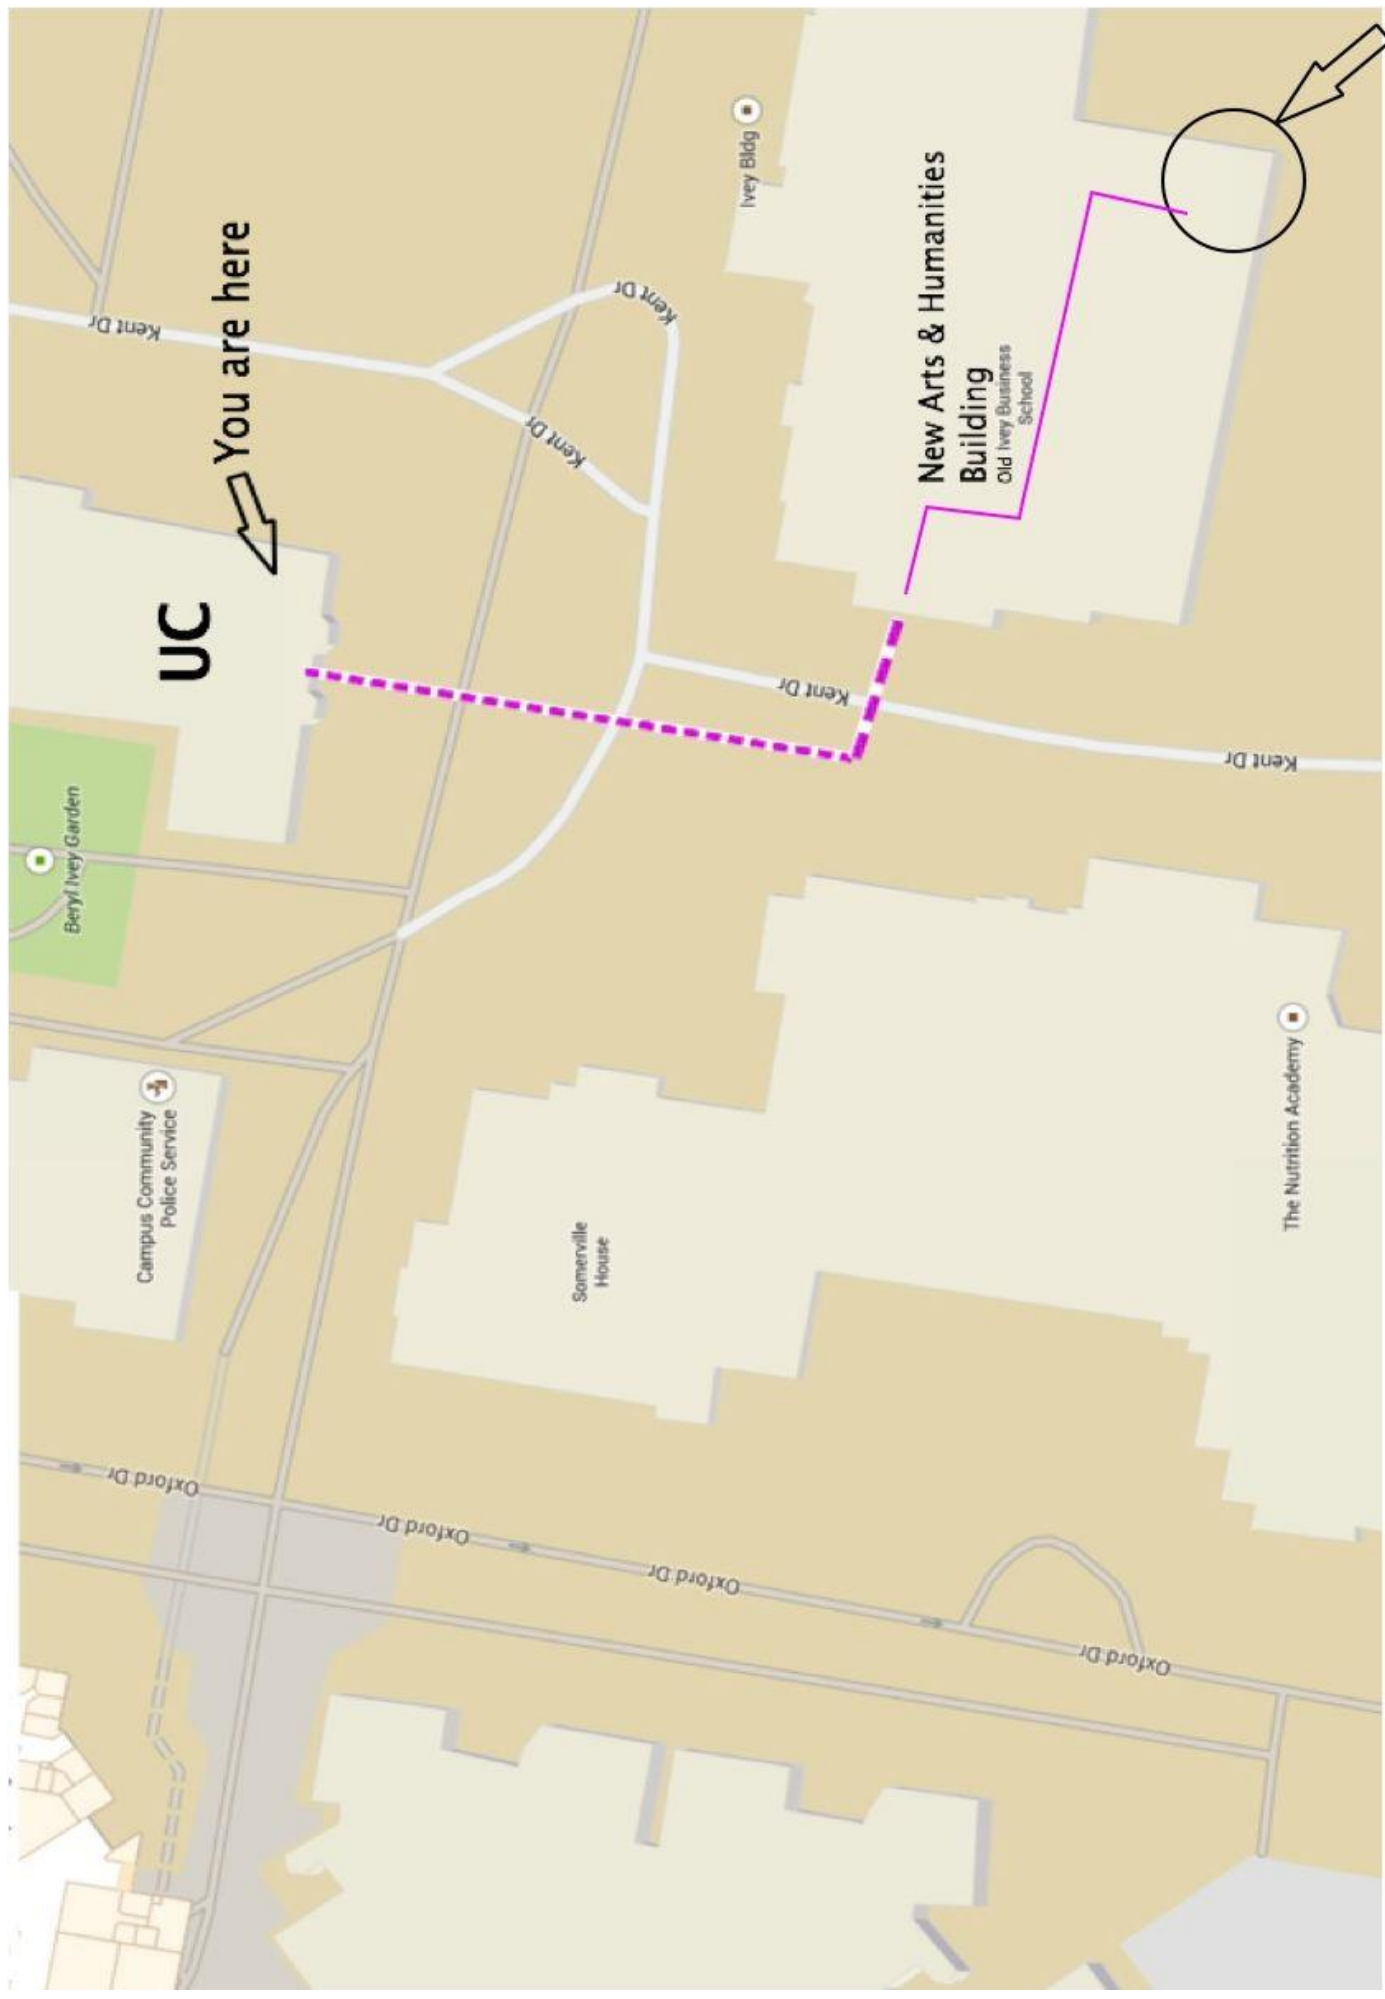 UC
You are here
Kent Dr
Kent Dr
Kent Dr
Kent Dr
Kent Dr
Ivey Bldg
New Arts & Humanities
Building
Old Ivey Business
School
Beryl Ivey Garden
Campus Community
Police Service
Somerville
House
The Nutrition Academy
Oxford Dr
Oxford Dr
Oxford Dr
Oxford Dr